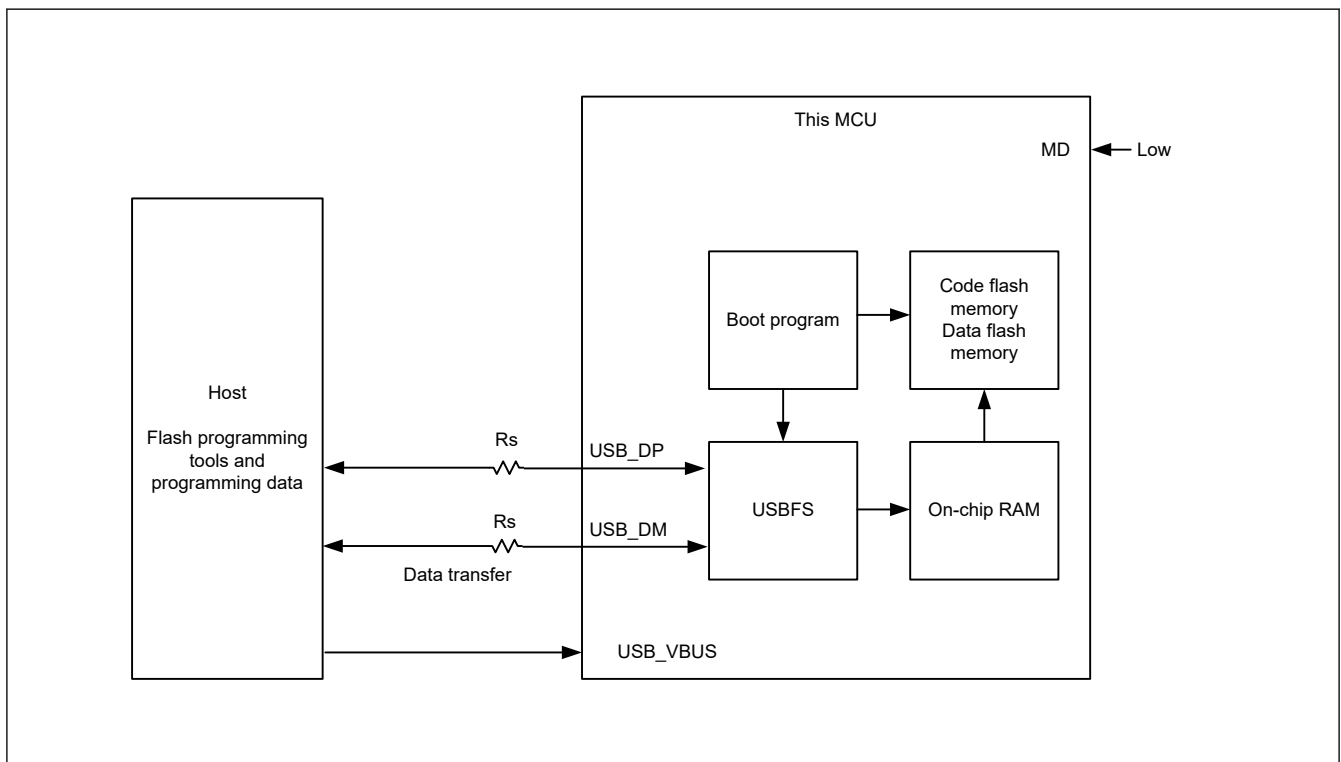 This MCU
MD
Low
Boot program
Code flash
memory
Data flash
memory
Host
Flash programming
tools and
programming data
Rs
USB_DP
USBFS
On-chip RAM
Rs
USB_DM
Data transfer
USB_VBUS